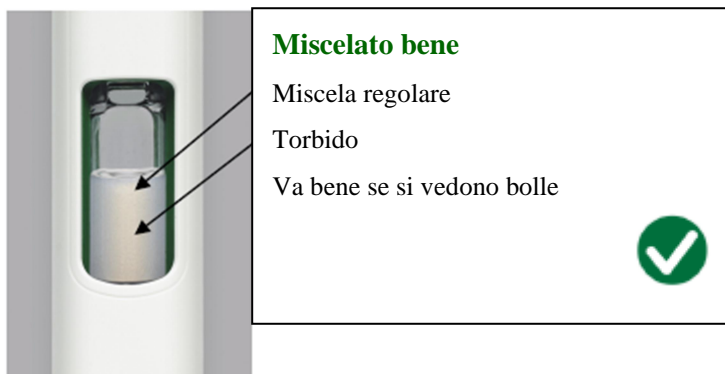 Miscelato bene
Miscela regolare
Torbido
Va bene se si vedono bolle